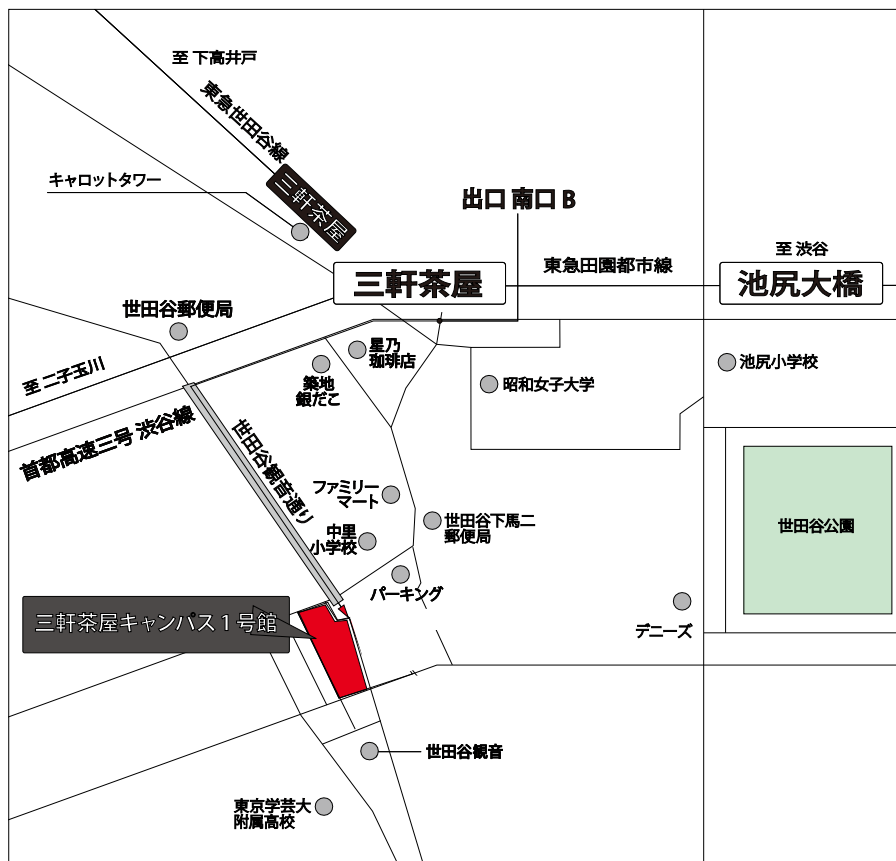 至 下高井戸
東急世田谷線
キャロットタワー
三軒茶屋
出口 南口 B
至 渋谷
東急田園都市線
三軒茶屋
池尻大橋
世田谷郵便局
星乃
珈琲店
池尻小学校
至 二子玉川
築地
銀だこ
昭和女子大学
首都高速三号 渋谷線
世田谷観音通り
ファミリー
マート
世田谷下馬二
郵便局
世田谷公園
中里
小学校
パーキング
三軒茶屋キャンパス1号館
デニーズ
世田谷観音
東京学芸大
附属高校